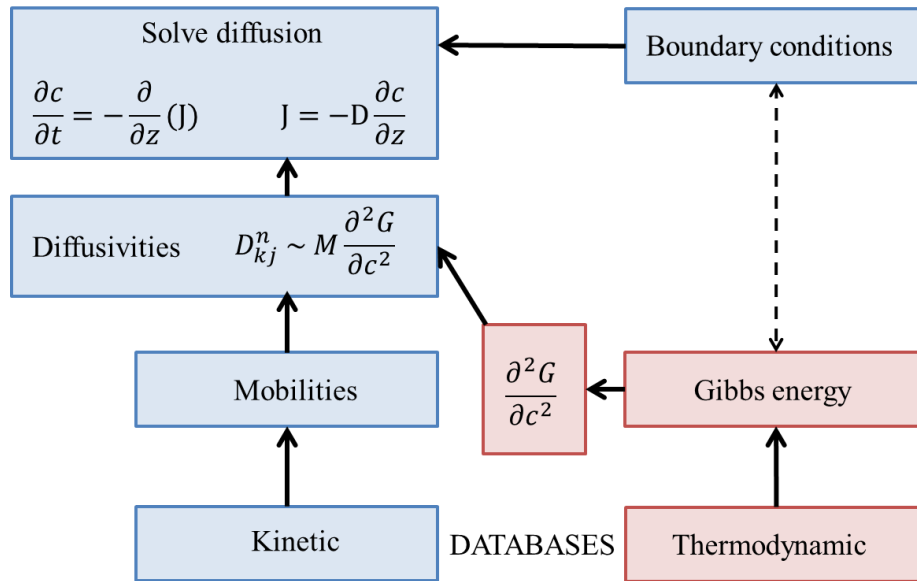 Solve diffusion
∂c/∂t = −∂/∂z (J)    J = −D ∂c/∂z
Boundary conditions
Diffusivities    D^n_kj ~ M ∂²G/∂c²
Mobilities
∂²G/∂c²
Gibbs energy
Kinetic
DATABASES
Thermodynamic